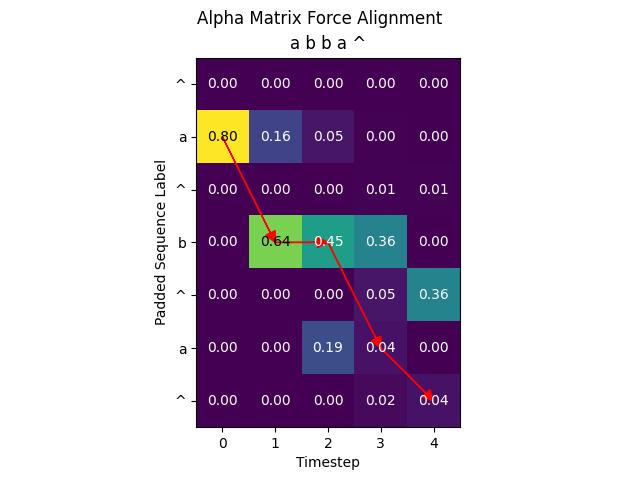 Alpha Matrix Force Alignment
a b b a ^
^ 0.00 0.00 0.00 0.00 0.00
a 0.80 0.16 0.05 0.00 0.00
^ 0.00 0.00 0.00 0.01 0.01
b 0.00 0.64 0.45 0.36 0.00
^ 0.00 0.00 0.00 0.05 0.36
a 0.00 0.00 0.19 0.04 0.00
^ 0.00 0.00 0.00 0.02 0.04
0 1 2 3 4
Timestep
Padded Sequence Label